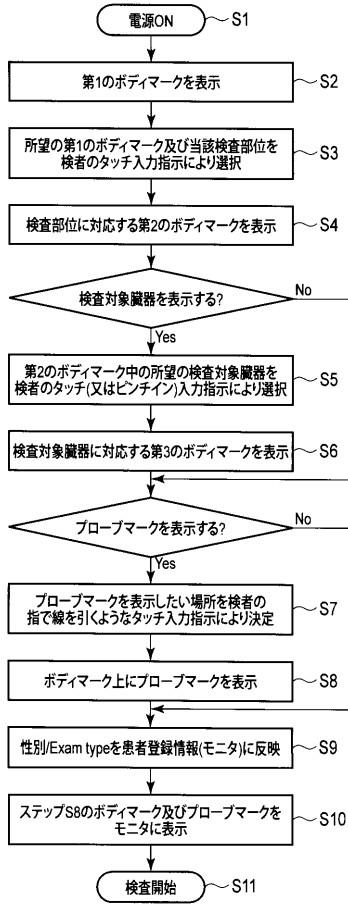 電源ON
S1
第1のボディマークを表示
S2
所望の第1のボディマーク及び当該検査部位を
検者のタッチ入力指示により選択
S3
検査部位に対応する第2のボディマークを表示
S4
検査対象臓器を表示する?
No
Yes
第2のボディマーク中の所望の検査対象臓器を
検者のタッチ(又はピンチイン)入力指示により選択
S5
検査対象臓器に対応する第3のボディマークを表示
S6
プローブマークを表示する?
No
Yes
プローブマークを表示したい場所を検者の
指で線を引くようなタッチ入力指示により決定
S7
ボディマーク上にプローブマークを表示
S8
性別/Exam typeを患者登録情報(モニタ)に反映
S9
ステップS8のボディマーク及びプローブマークを
モニタに表示
S10
検査開始
S11